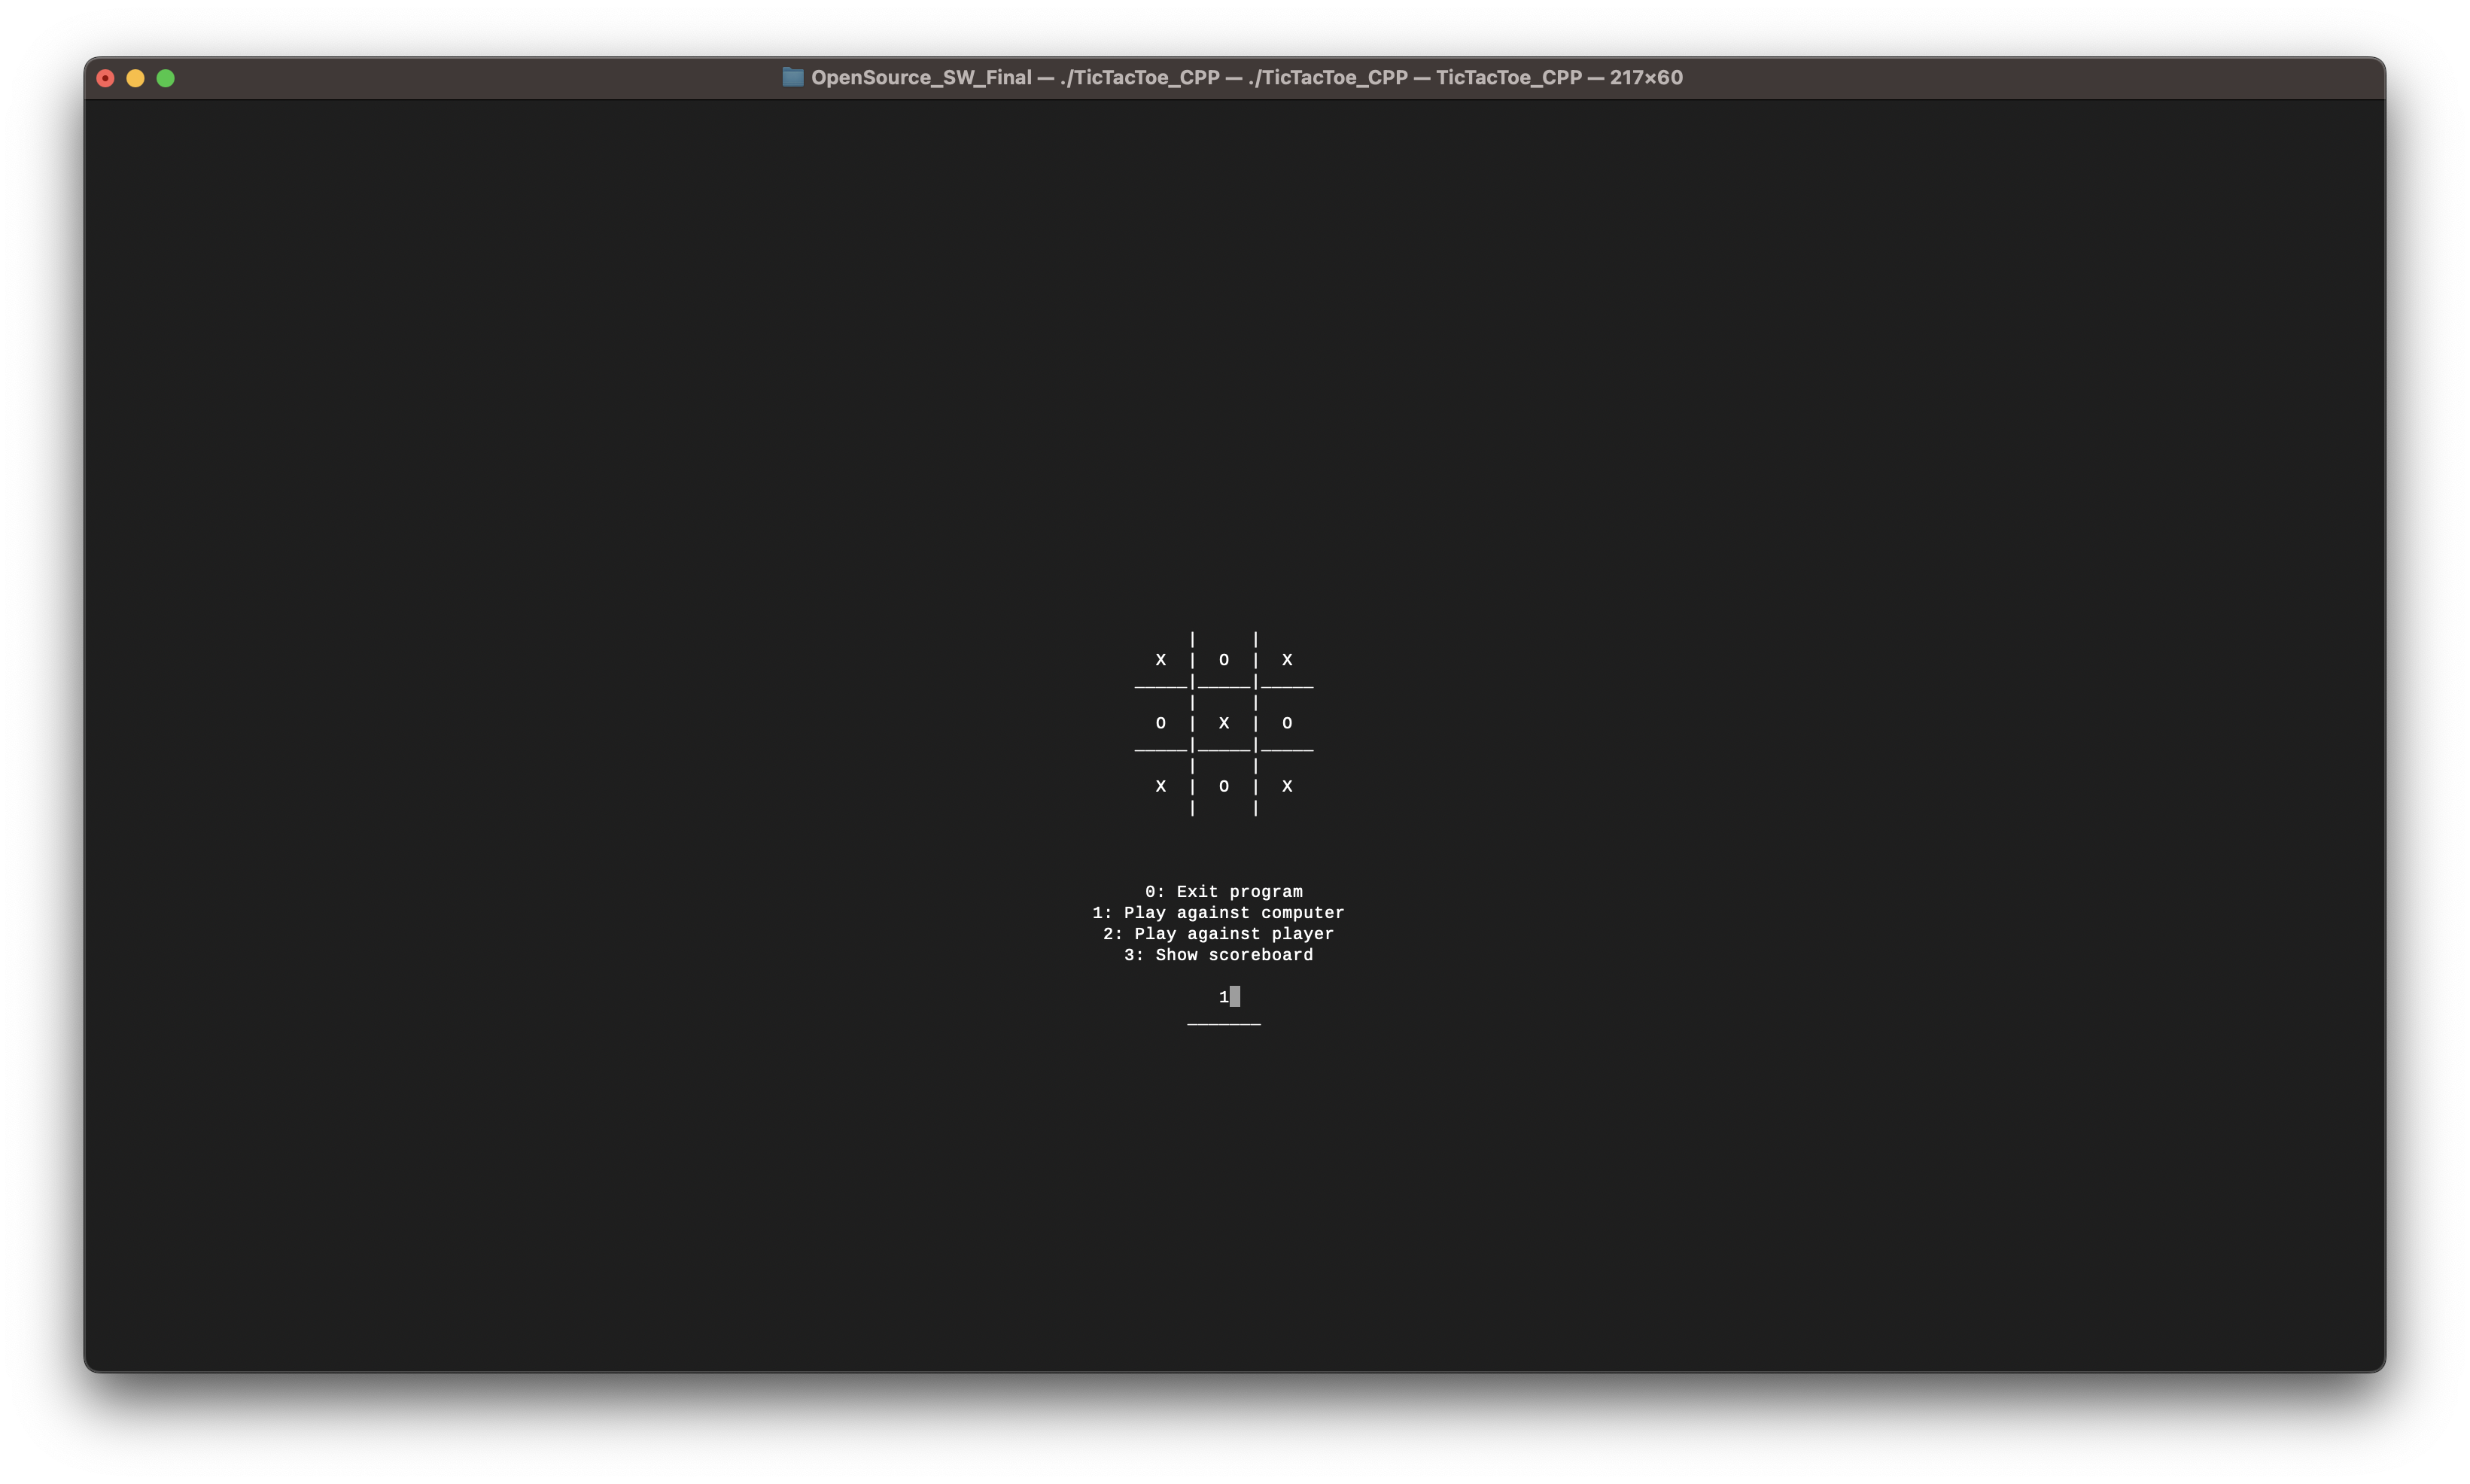 OpenSource_SW_Final — ./TicTacToe_CPP — ./TicTacToe_CPP — TicTacToe_CPP — 217×60
X | O | X
O | X | O
X | O | X
0: Exit program
1: Play against computer
2: Play against player
3: Show scoreboard
1